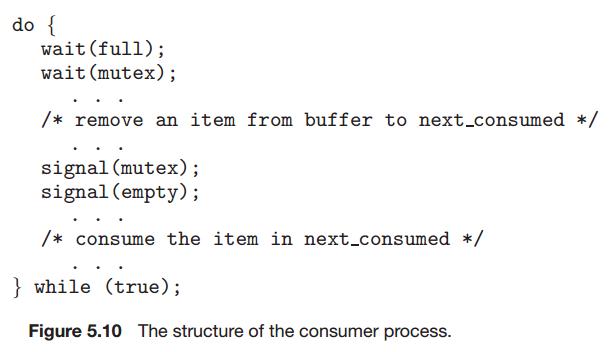 do {
wait(full);
wait(mutex);
. . .
/* remove an item from buffer to next_consumed */
. . .
signal(mutex);
signal(empty);
. . .
/* consume the item in next_consumed */
. . .
} while (true);
Figure 5.10 The structure of the consumer process.